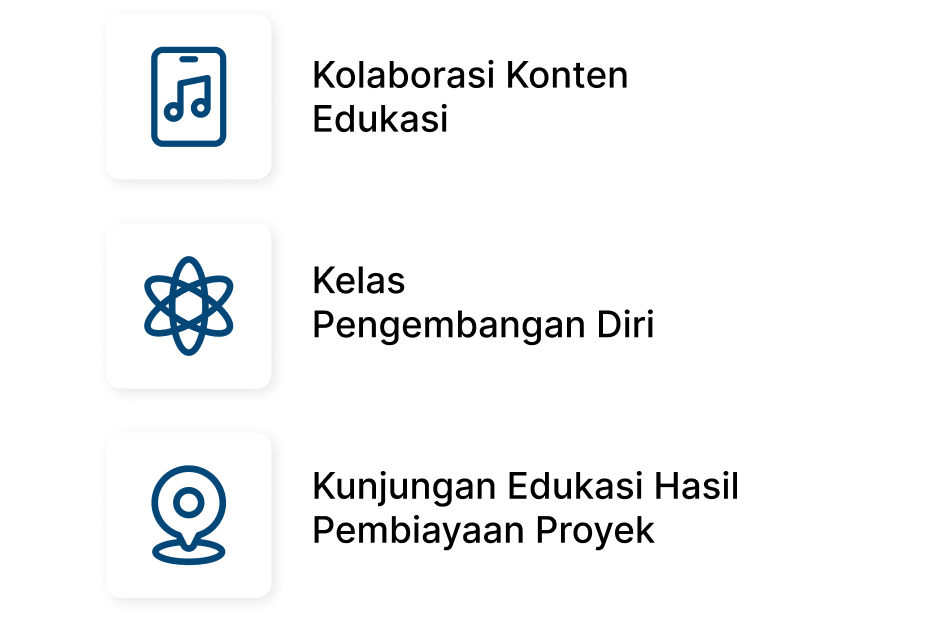 Kolaborasi Konten
Edukasi
Kelas
Pengembangan Diri
Kunjungan Edukasi Hasil
Pembiayaan Proyek